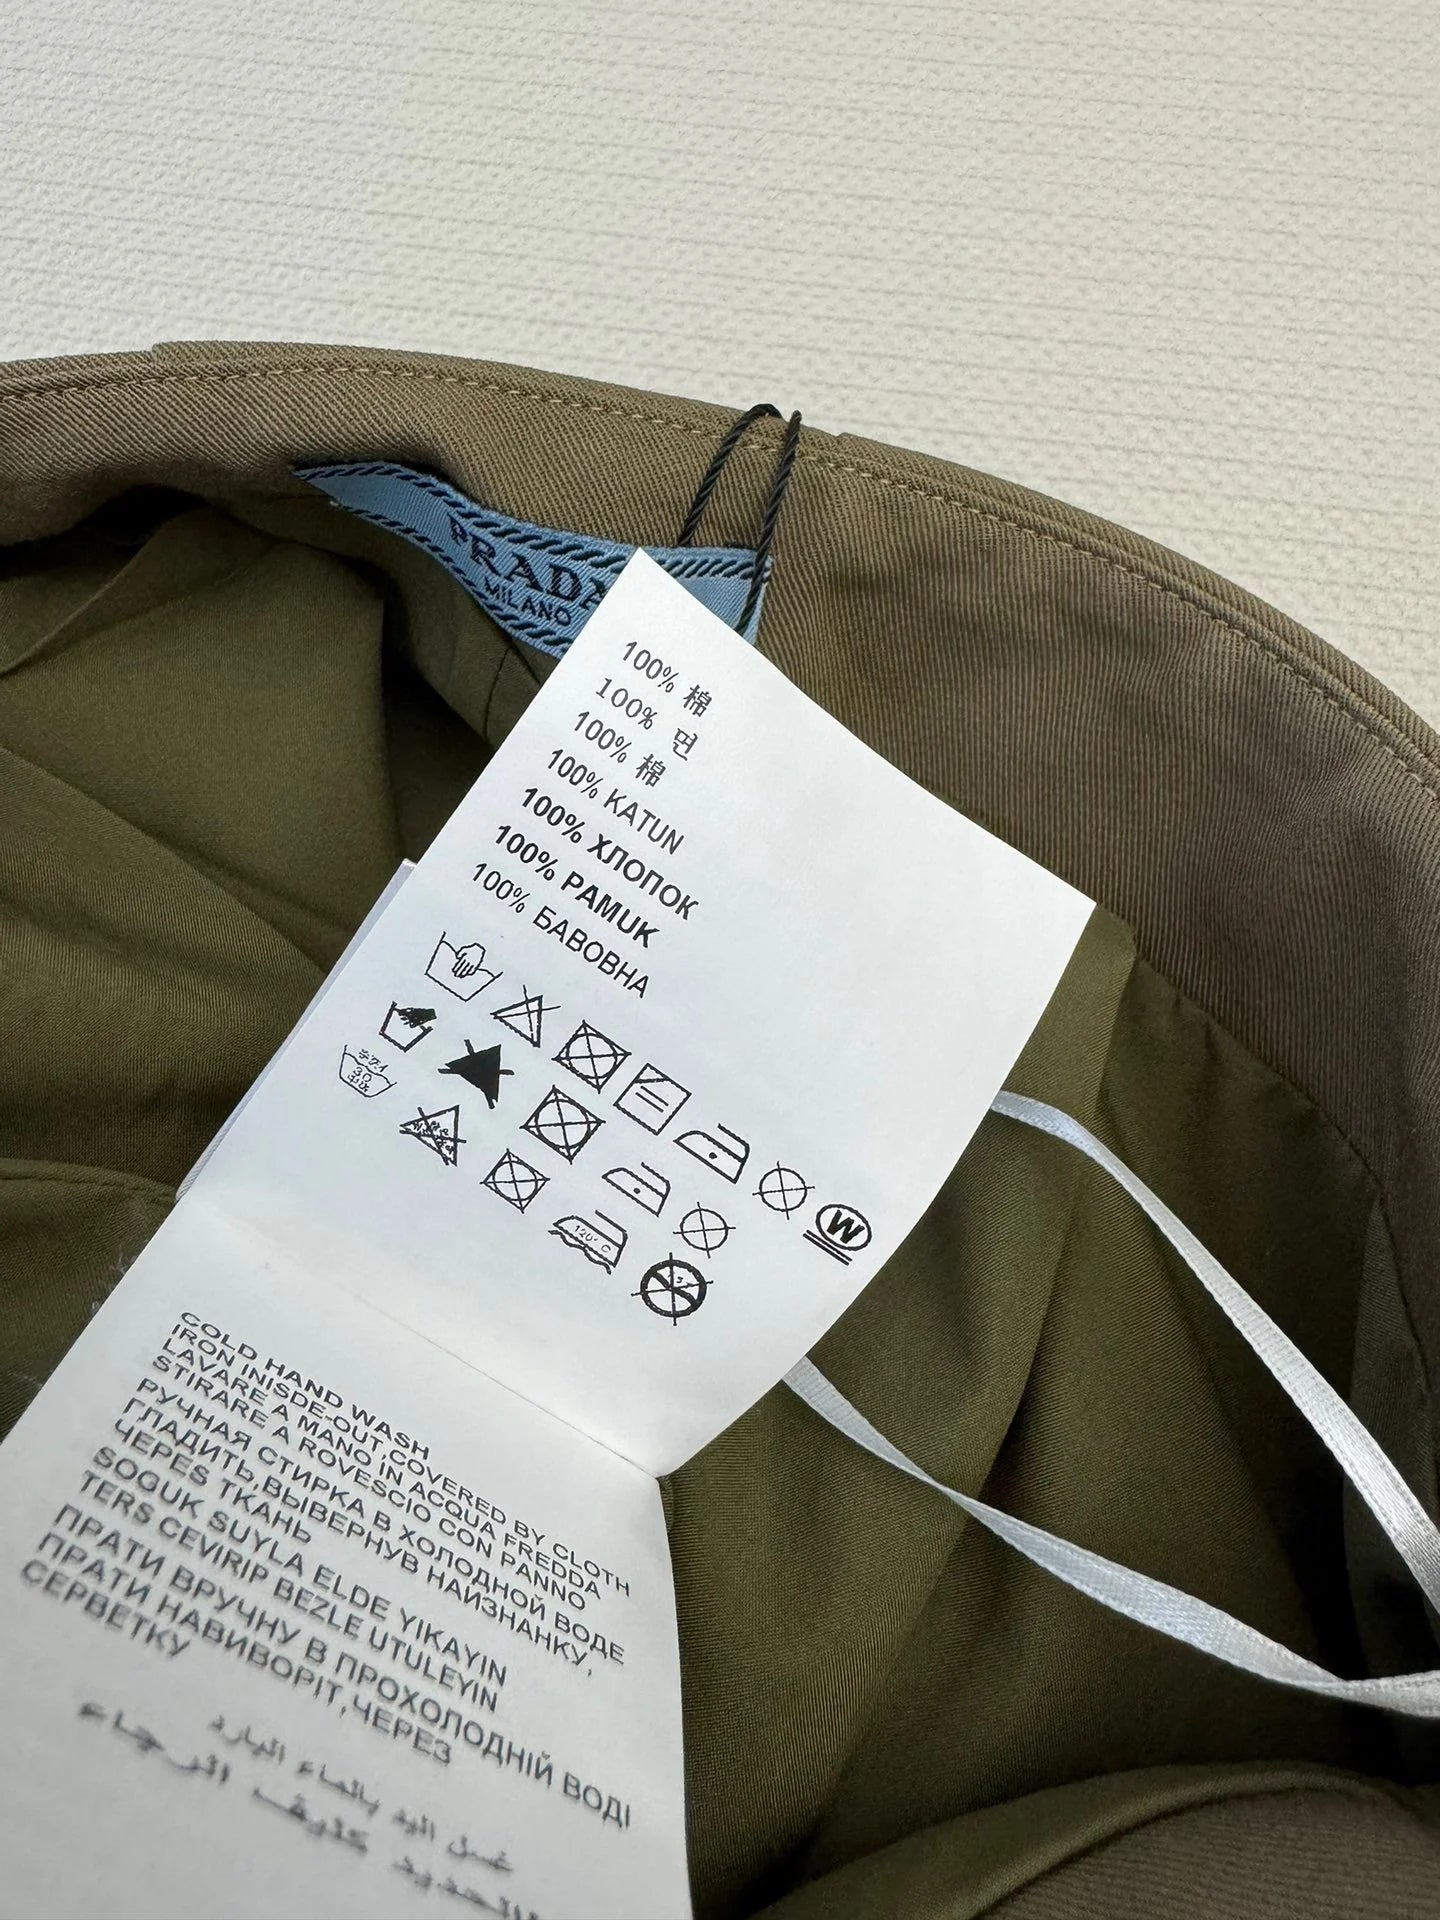 PRADA
MILANO
100% 棉
100% 면
100% 棉
100% KATUN
100% ХЛОПОК
100% PAMUK
100% БАВОВНА
W
30
120°C
COLD HAND WASH
IRON INISDE-OUT,COVERED BY CLOTH
LAVARE A MANO IN ACQUA FREDDA
STIRARE A ROVESCIO CON PANNO
РУЧНАЯ СТИРКА В ХОЛОДНОЙ ВОДЕ
ГЛАДИТЬ,ВЫВЕРНУВ НАИЗНАНКУ,
ЧЕРЕЗ ТКАНЬ
SOGUK SUYLA ELDE YIKAYIN
TERS CEVIRIP BEZLE UTULEYIN
ПРАТИ ВРУЧНУ В ПРОХОЛОДНІЙ ВОДІ
ПРАТИ НАВИВОРІТ,ЧЕРЕЗ
СЕРВЕТКУ